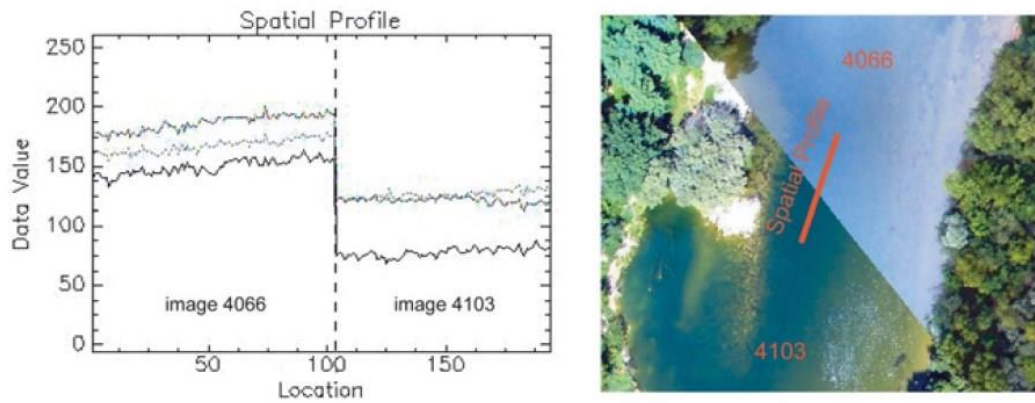 Spatial Profile
250
200
150
100
50
0
Data Value
image 4066
image 4103
50
100
150
Location
4066
Spatial Profile
4103